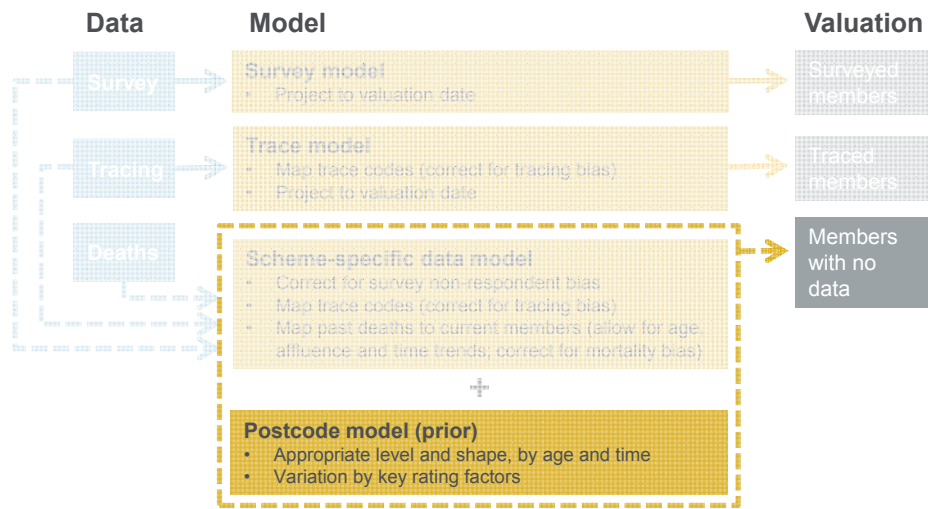 Data
Model
Valuation
Survey
Survey model
• Project to valuation date
Surveyed
members
Tracing
Trace model
• Map trace codes (correct for tracing bias)
• Project to valuation date
Traced
members
Deaths
Scheme-specific data model
• Correct for survey non-respondent bias
• Map trace codes (correct for tracing bias)
• Map past deaths to current members (allow for age,
affluence and time trends; correct for mortality bias)
Members
with no
data
+
Postcode model (prior)
• Appropriate level and shape, by age and time
• Variation by key rating factors